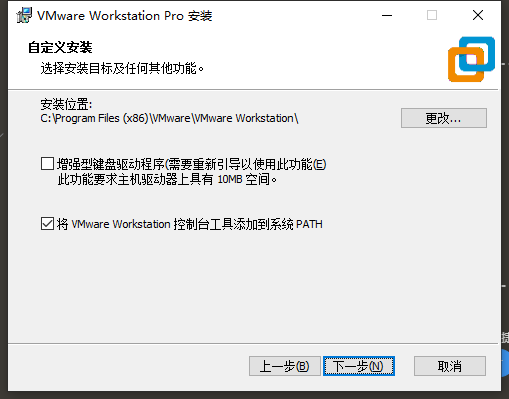 VMware Workstation Pro 安装
自定义安装
选择安装目标及任何其他功能。
安装位置:
C:\Program Files (x86)\VMware\VMware Workstation\
更改...
增强型键盘驱动程序(需要重新引导以使用此功能(E)
此功能要求主机驱动器上具有 10MB 空间。
将 VMware Workstation 控制台工具添加到系统 PATH
上一步(B) 下一步(N) 取消